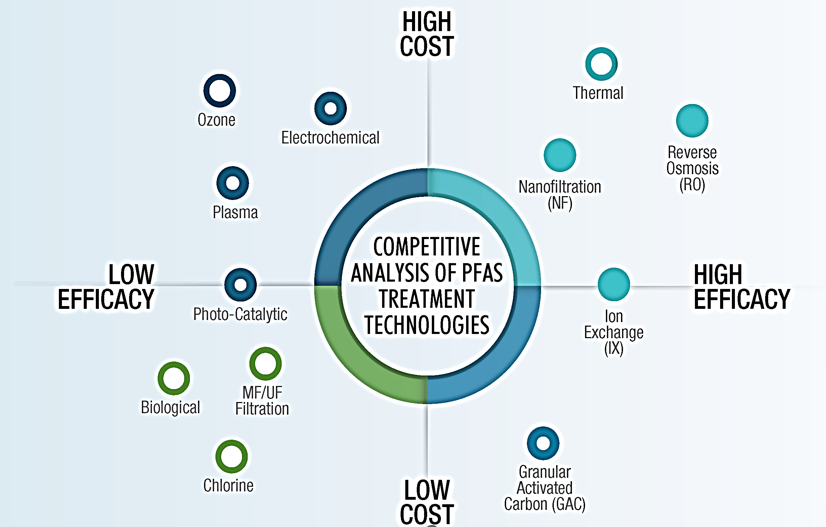 HIGH
COST
Thermal
Ozone
Electrochemical
Reverse
Osmosis
(RO)
Nanofiltration
(NF)
Plasma
COMPETITIVE
ANALYSIS OF PFAS
TREATMENT
TECHNOLOGIES
LOW
EFFICACY
HIGH
EFFICACY
Photo-Catalytic
Ion
Exchange
(IX)
Biological
MF/UF
Filtration
Chlorine
Granular
Activated
Carbon (GAC)
LOW
COST